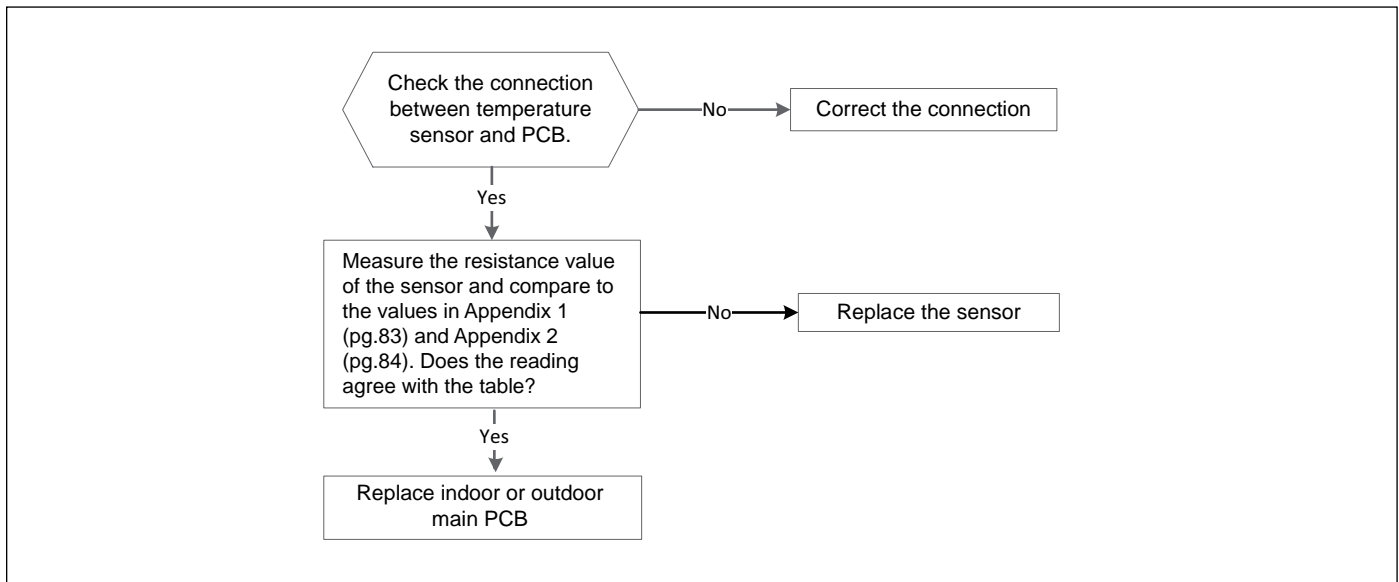 Check the connection
between temperature
sensor and PCB.
No
Correct the connection
Yes
Measure the resistance value
of the sensor and compare to
the values in Appendix 1
(pg.83) and Appendix 2
(pg.84). Does the reading
agree with the table?
No
Replace the sensor
Yes
Replace indoor or outdoor
main PCB